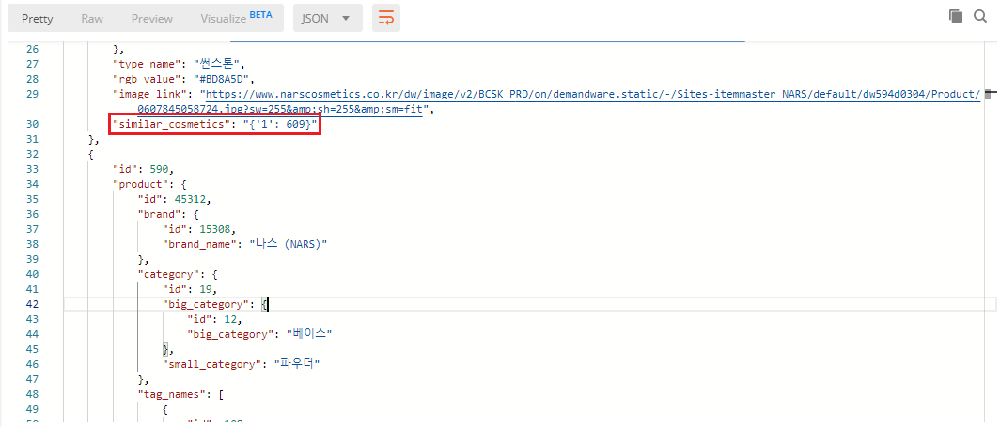 Pretty Raw Preview Visualize BETA JSON
26 },
27 "type_name": "썬스톤",
28 "rgb_value": "#BD8A5D",
29 "image_link": "https://www.narscosmetics.co.kr/dw/image/v2/BCSK_PRD/on/demandware.static/-/Sites-itemmaster_NARS/default/dw594d0304/Product/
0607845058724.jpg?sw=255&amp;sh=255&amp;sm=fit",
30 "similar_cosmetics": "{'1': 609}"
31 },
32 {
33 "id": 590,
34 "product": {
35 "id": 45312,
36 "brand": {
37 "id": 15308,
38 "brand_name": "나스 (NARS)"
39 },
40 "category": {
41 "id": 19,
42 "big_category": {
43 "id": 12,
44 "big_category": "베이스"
45 },
46 "small_category": "파우더"
47 },
48 "tag_names": [
49 {